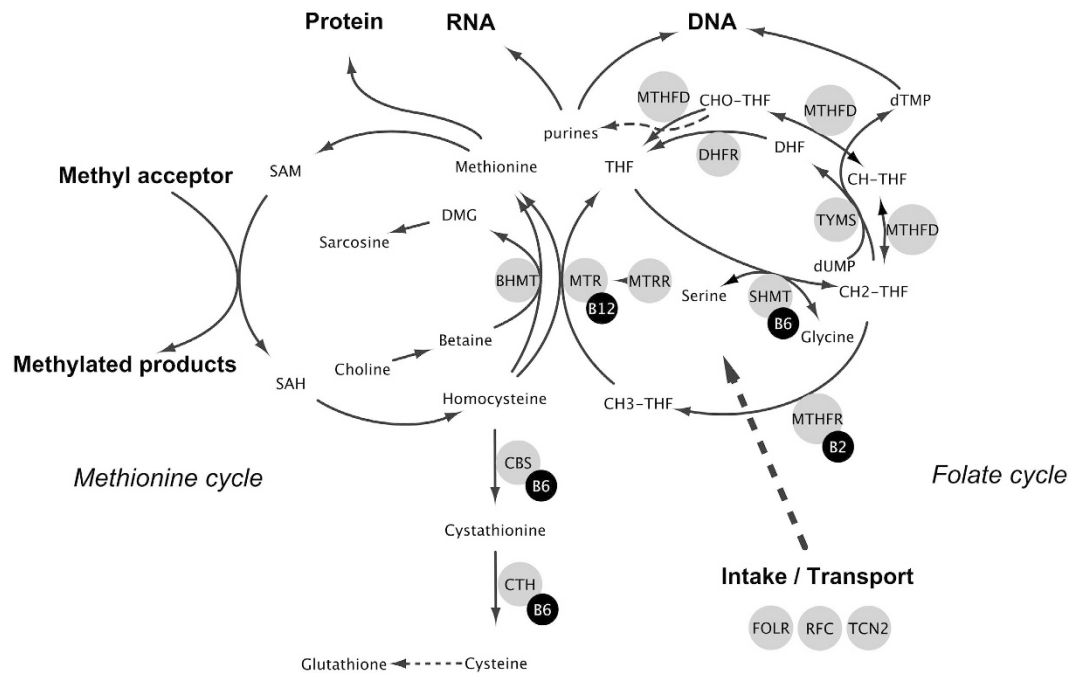 Protein
RNA
DNA
MTHFD
CHO-THF
MTHFD
dTMP
purines
DHFR
DHF
Methionine
THF
CH-THF
Methyl acceptor
SAM
DMG
TYMS
MTHFD
Sarcosine
BHMT
MTR
MTRR
dUMP
Serine
SHMT
CH2-THF
B12
B6
Glycine
Betaine
Methylated products
Choline
SAH
Homocysteine
CH3-THF
MTHFR
B2
CBS
B6
Methionine cycle
Folate cycle
Cystathionine
CTH
B6
Intake / Transport
FOLR
RFC
TCN2
Glutathione
Cysteine